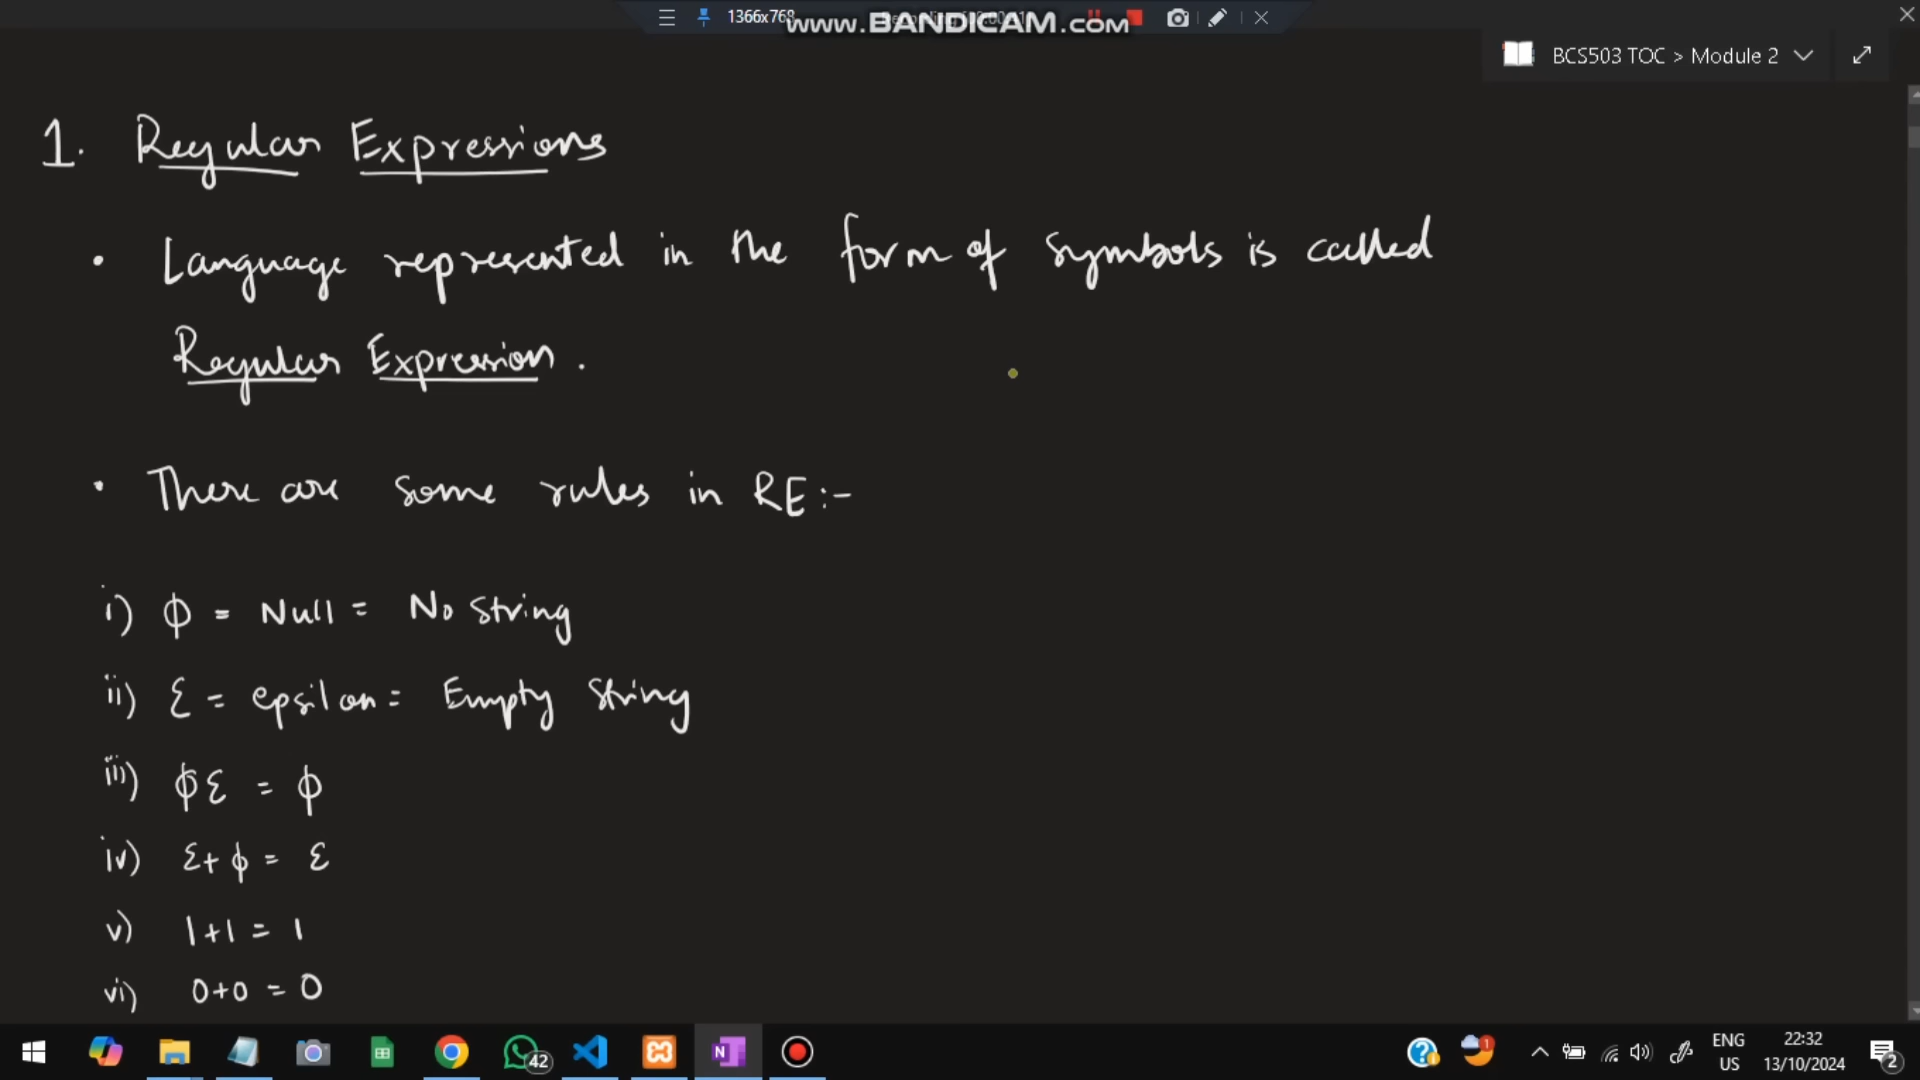 1366x768
www.BANDICAM.com
BCS503 TOC > Module 2
1. Regular Expressions
• Language represented in the form of symbols is called
Regular Expression.
• There are some rules in RE:-
i) ϕ = Null = No String
ii) ε = epsilon = Empty String
iii) ϕε = ϕ
iv) ε+ϕ = ε
v) 1+1 = 1
vi) 0+0 = 0
42
1
ENG
US
22:32
13/10/2024
2